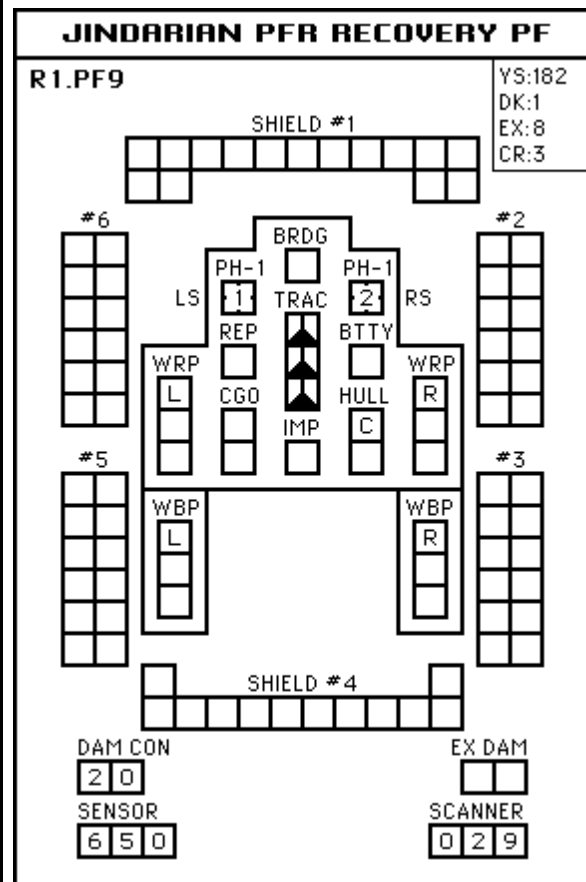 JINDARIAN PFR RECOVERY PF
R1.PF9
YS:182
DK:1
EX:8
CR:3
SHIELD #1
#6
#2
BRDG
PH-1 PH-1
LS 1 TRAC 2 RS
REP BTTY
WRP WRP
L CGO HULL R
IMP C
#5 #3
WBP WBP
L R
SHIELD #4
DAM CON EX DAM
2 0
SENSOR SCANNER
6 5 0 0 2 9